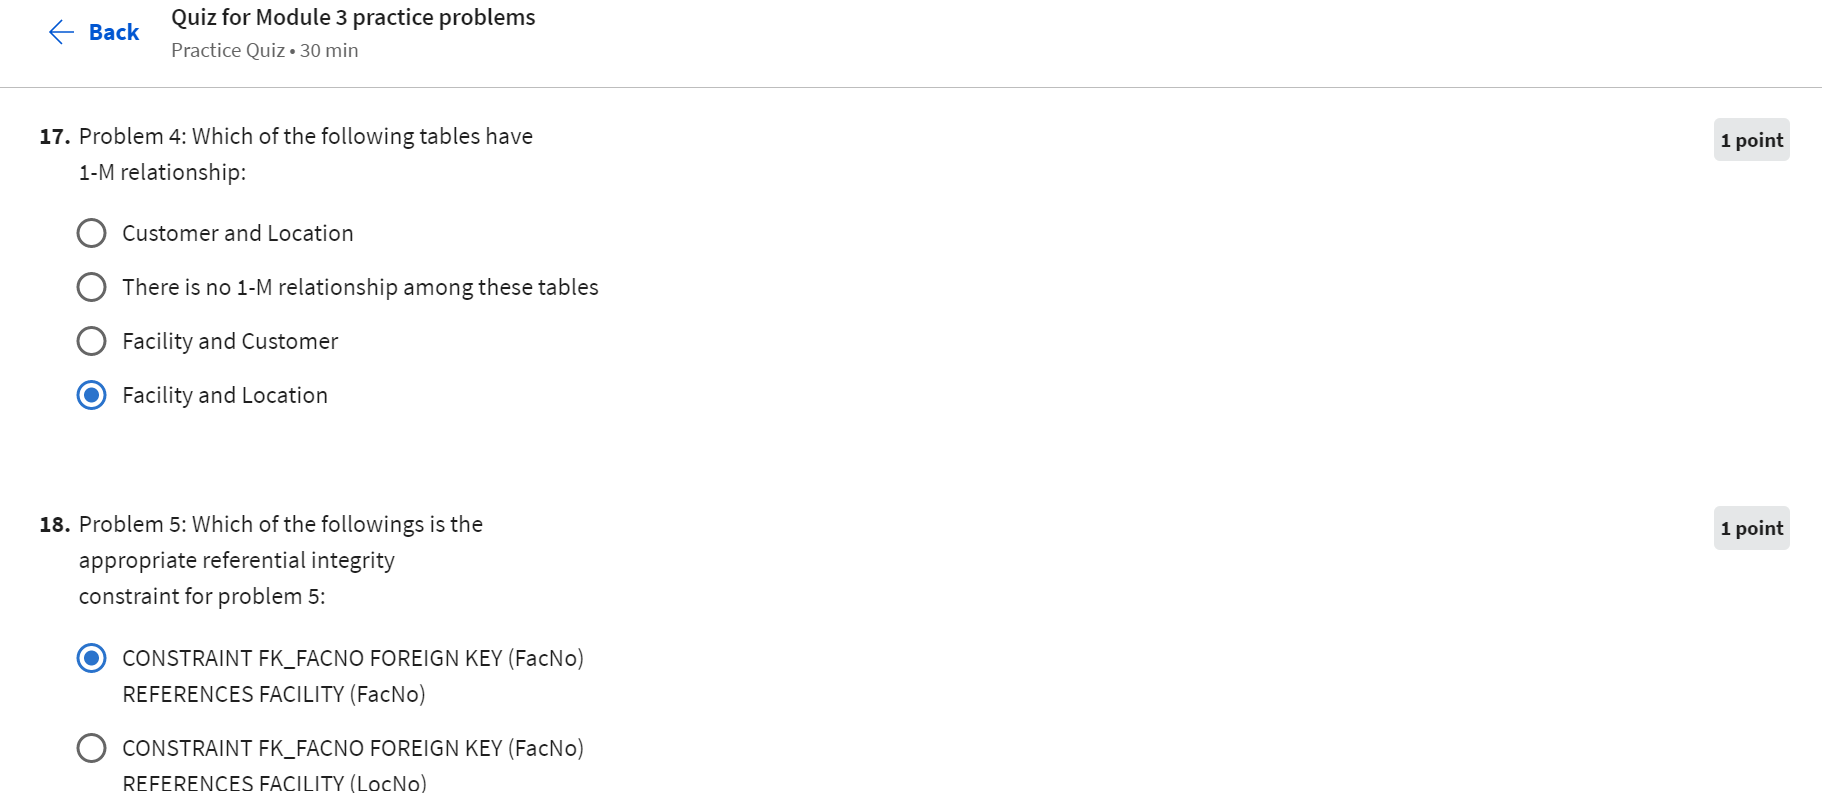 Back
Quiz for Module 3 practice problems
Practice Quiz • 30 min
17. Problem 4: Which of the following tables have
1-M relationship:
1 point
Customer and Location
There is no 1-M relationship among these tables
Facility and Customer
Facility and Location
18. Problem 5: Which of the followings is the
appropriate referential integrity
constraint for problem 5:
1 point
CONSTRAINT FK_FACNO FOREIGN KEY (FacNo)
REFERENCES FACILITY (FacNo)
CONSTRAINT FK_FACNO FOREIGN KEY (FacNo)
REFERENCES FACILITY (LocNo)